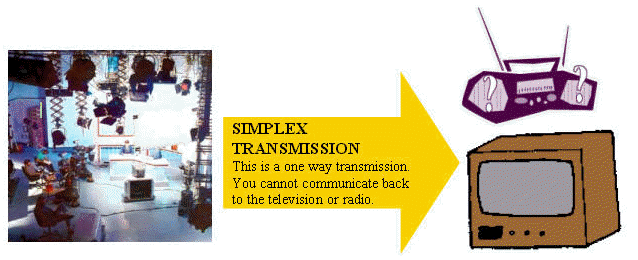 SIMPLEX
TRANSMISSION
This is a one way transmission.
You cannot communicate back
to the television or radio.
? ?